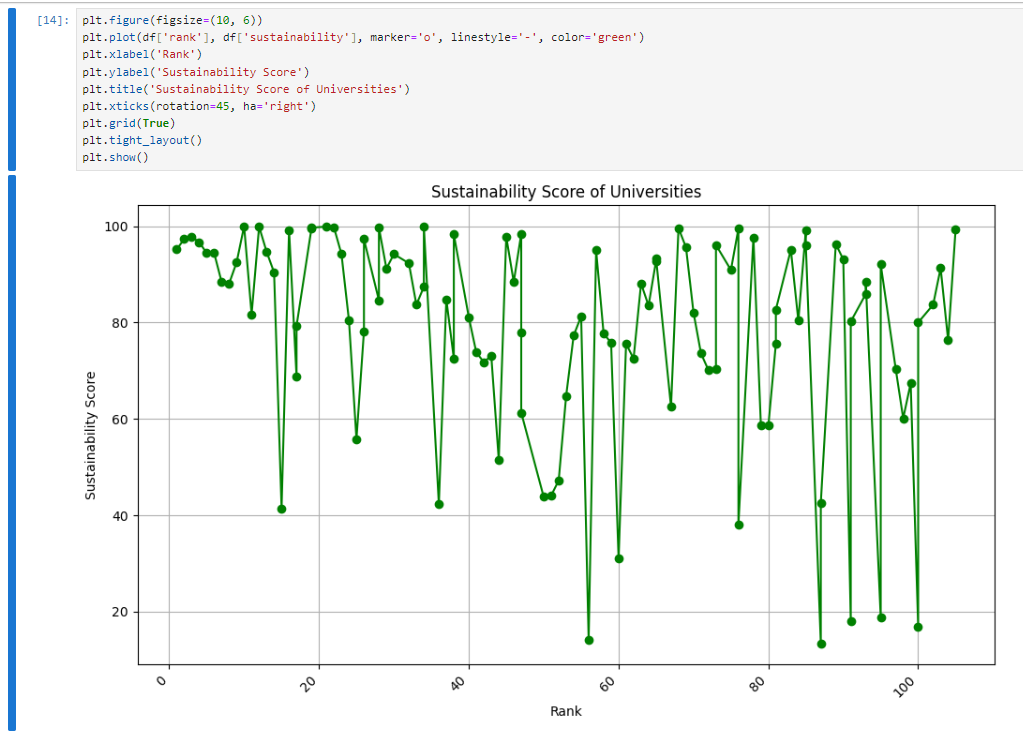 [14]: plt.figure(figsize=(10, 6))
plt.plot(df['rank'], df['sustainability'], marker='o', linestyle='-', color='green')
plt.xlabel('Rank')
plt.ylabel('Sustainability Score')
plt.title('Sustainability Score of Universities')
plt.xticks(rotation=45, ha='right')
plt.grid(True)
plt.tight_layout()
plt.show()
Sustainability Score of Universities
100
80
60
40
20
Sustainability Score
0 20 40 60 80 100
Rank